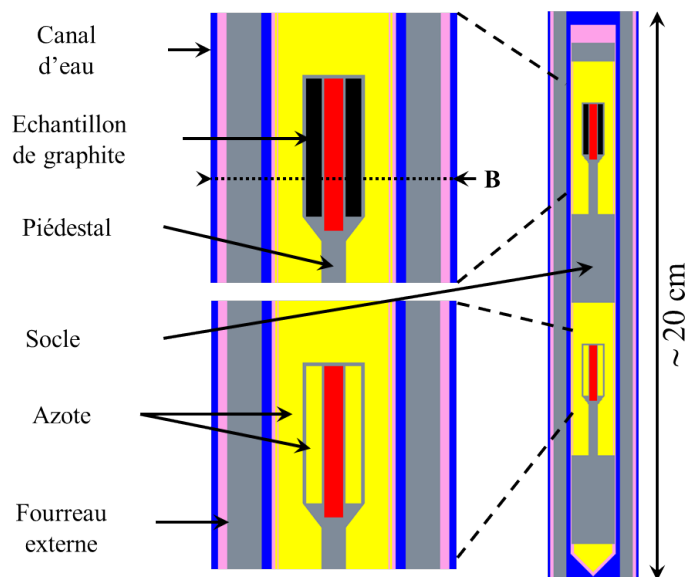 Canal
d'eau
Echantillon
de graphite
B
Piédestal
Socle
Azote
Fourreau
externe
~ 20 cm